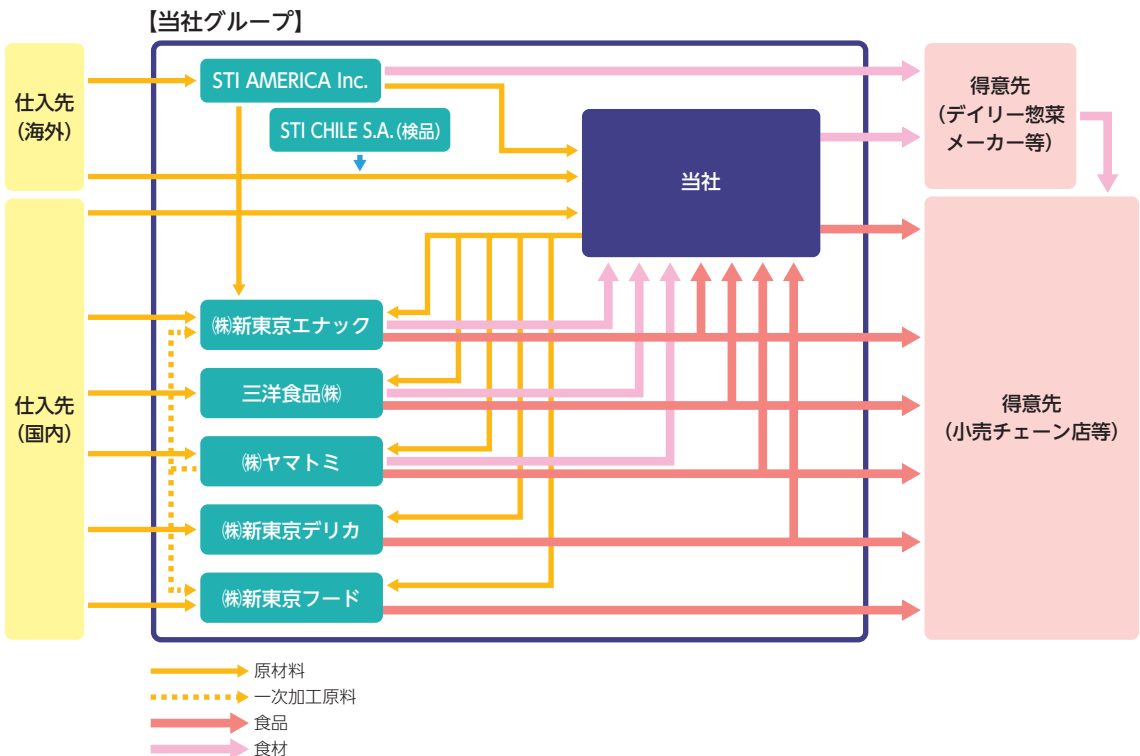 【当社グループ】
仕入先
(海外)
STI AMERICA Inc.
STI CHILE S.A.(検品)
当社
得意先
(デイリー惣菜
メーカー等)
仕入先
(国内)
㈱新東京エナック
三洋食品㈱
㈱ヤマトミ
㈱新東京デリカ
㈱新東京フード
得意先
(小売チェーン店等)
原材料
一次加工原料
食品
食材